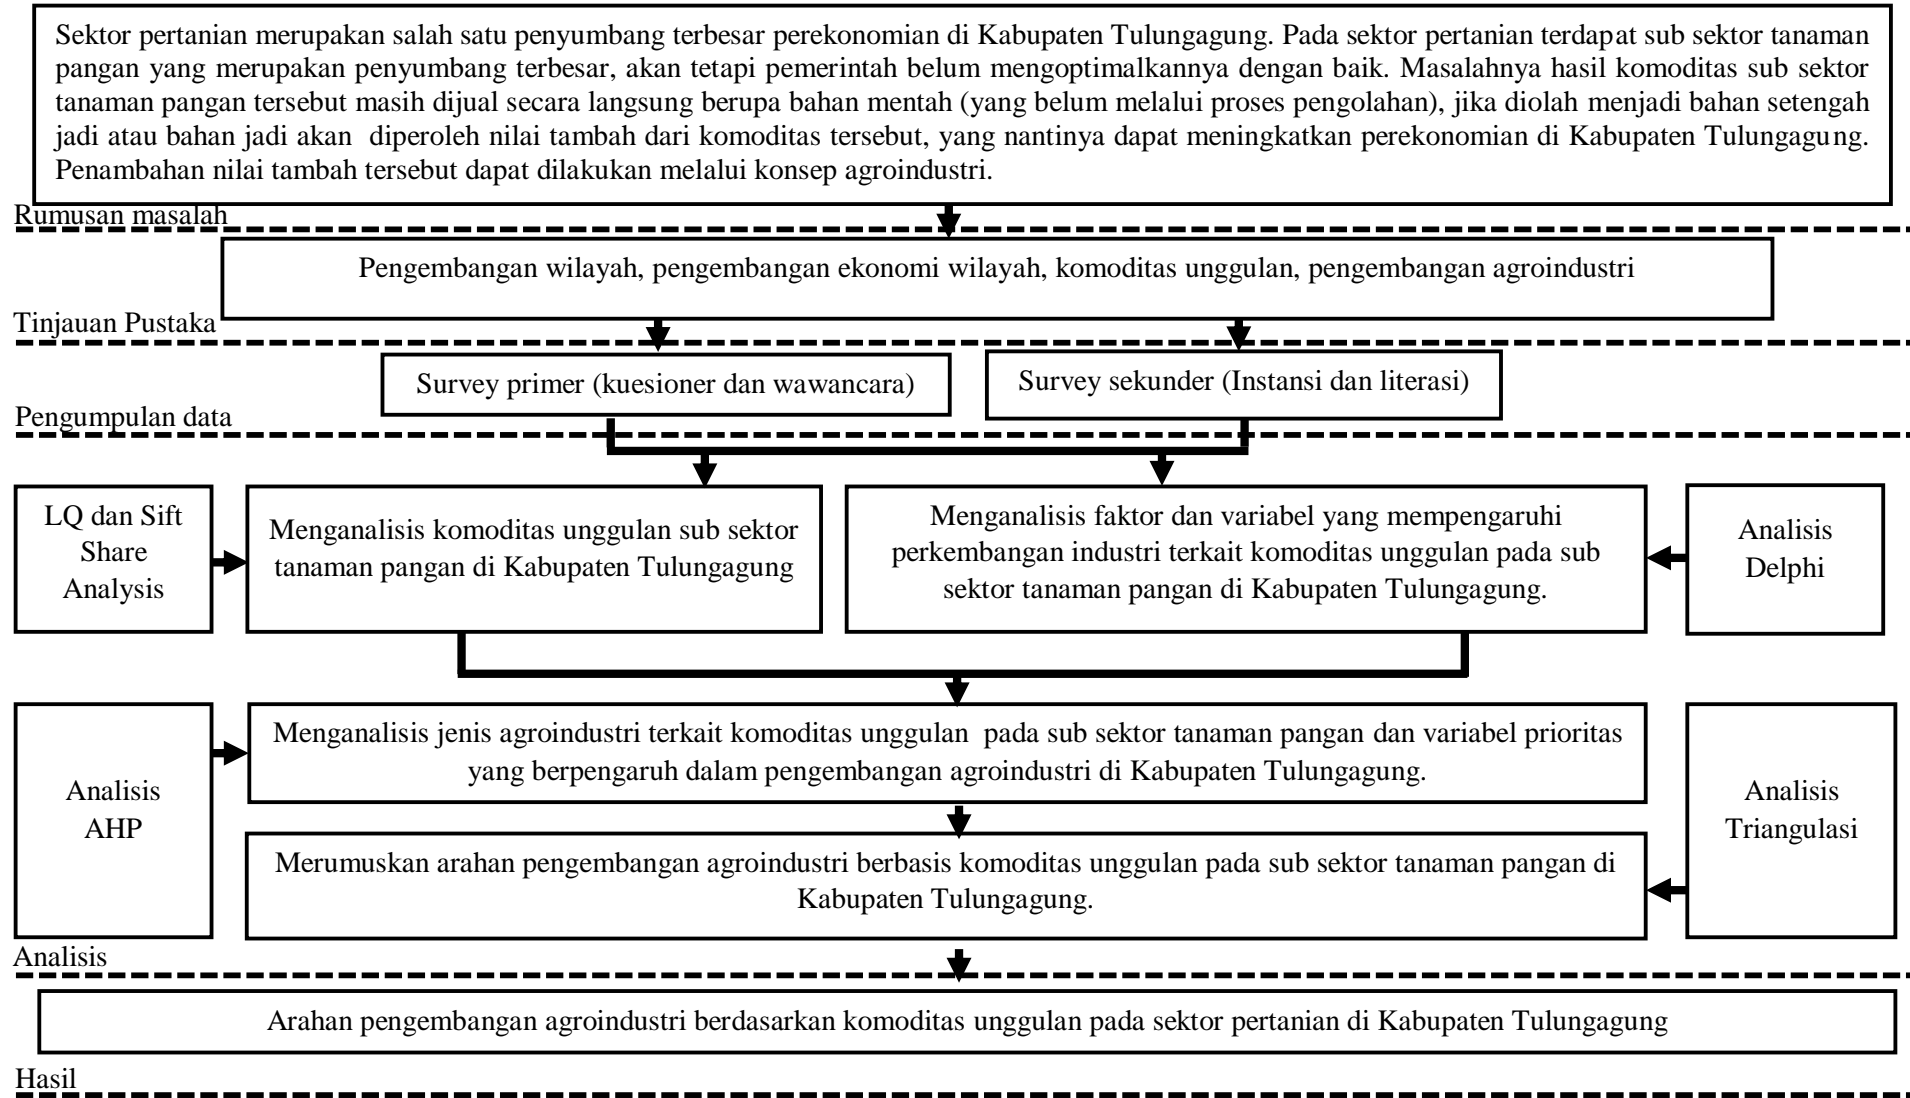 Sektor pertanian merupakan salah satu penyumbang terbesar perekonomian di Kabupaten Tulungagung. Pada sektor pertanian terdapat sub sektor tanaman
pangan yang merupakan penyumbang terbesar, akan tetapi pemerintah belum mengoptimalkannya dengan baik. Masalahnya hasil komoditas sub sektor
tanaman pangan tersebut masih dijual secara langsung berupa bahan mentah (yang belum melalui proses pengolahan), jika diolah menjadi bahan setengah
jadi atau bahan jadi akan diperoleh nilai tambah dari komoditas tersebut, yang nantinya dapat meningkatkan perekonomian di Kabupaten Tulungagung.
Penambahan nilai tambah tersebut dapat dilakukan melalui konsep agroindustri.
Rumusan masalah
Pengembangan wilayah, pengembangan ekonomi wilayah, komoditas unggulan, pengembangan agroindustri
Tinjauan Pustaka
Survey primer (kuesioner dan wawancara)
Survey sekunder (Instansi dan literasi)
Pengumpulan data
LQ dan Sift
Share
Analysis
Menganalisis komoditas unggulan sub sektor
tanaman pangan di Kabupaten Tulungagung
Menganalisis faktor dan variabel yang mempengaruhi
perkembangan industri terkait komoditas unggulan pada sub
sektor tanaman pangan di Kabupaten Tulungagung.
Analisis
Delphi
Analisis
AHP
Menganalisis jenis agroindustri terkait komoditas unggulan pada sub sektor tanaman pangan dan variabel prioritas
yang berpengaruh dalam pengembangan agroindustri di Kabupaten Tulungagung.
Merumuskan arahan pengembangan agroindustri berbasis komoditas unggulan pada sub sektor tanaman pangan di
Kabupaten Tulungagung.
Analisis
Triangulasi
Analisis
Arahan pengembangan agroindustri berdasarkan komoditas unggulan pada sektor pertanian di Kabupaten Tulungagung
Hasil